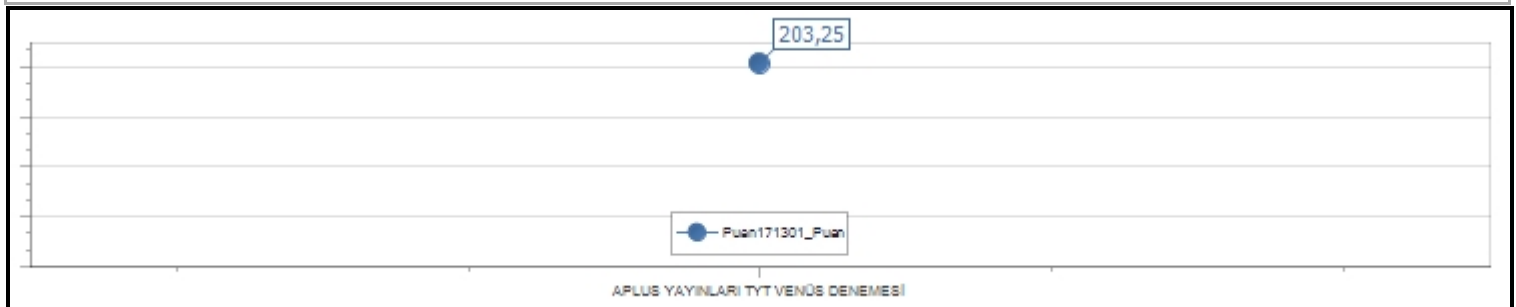 203,25
Puan171301_Puan
APLUS YAYINLARI TYT VENÜS DENEMESİ